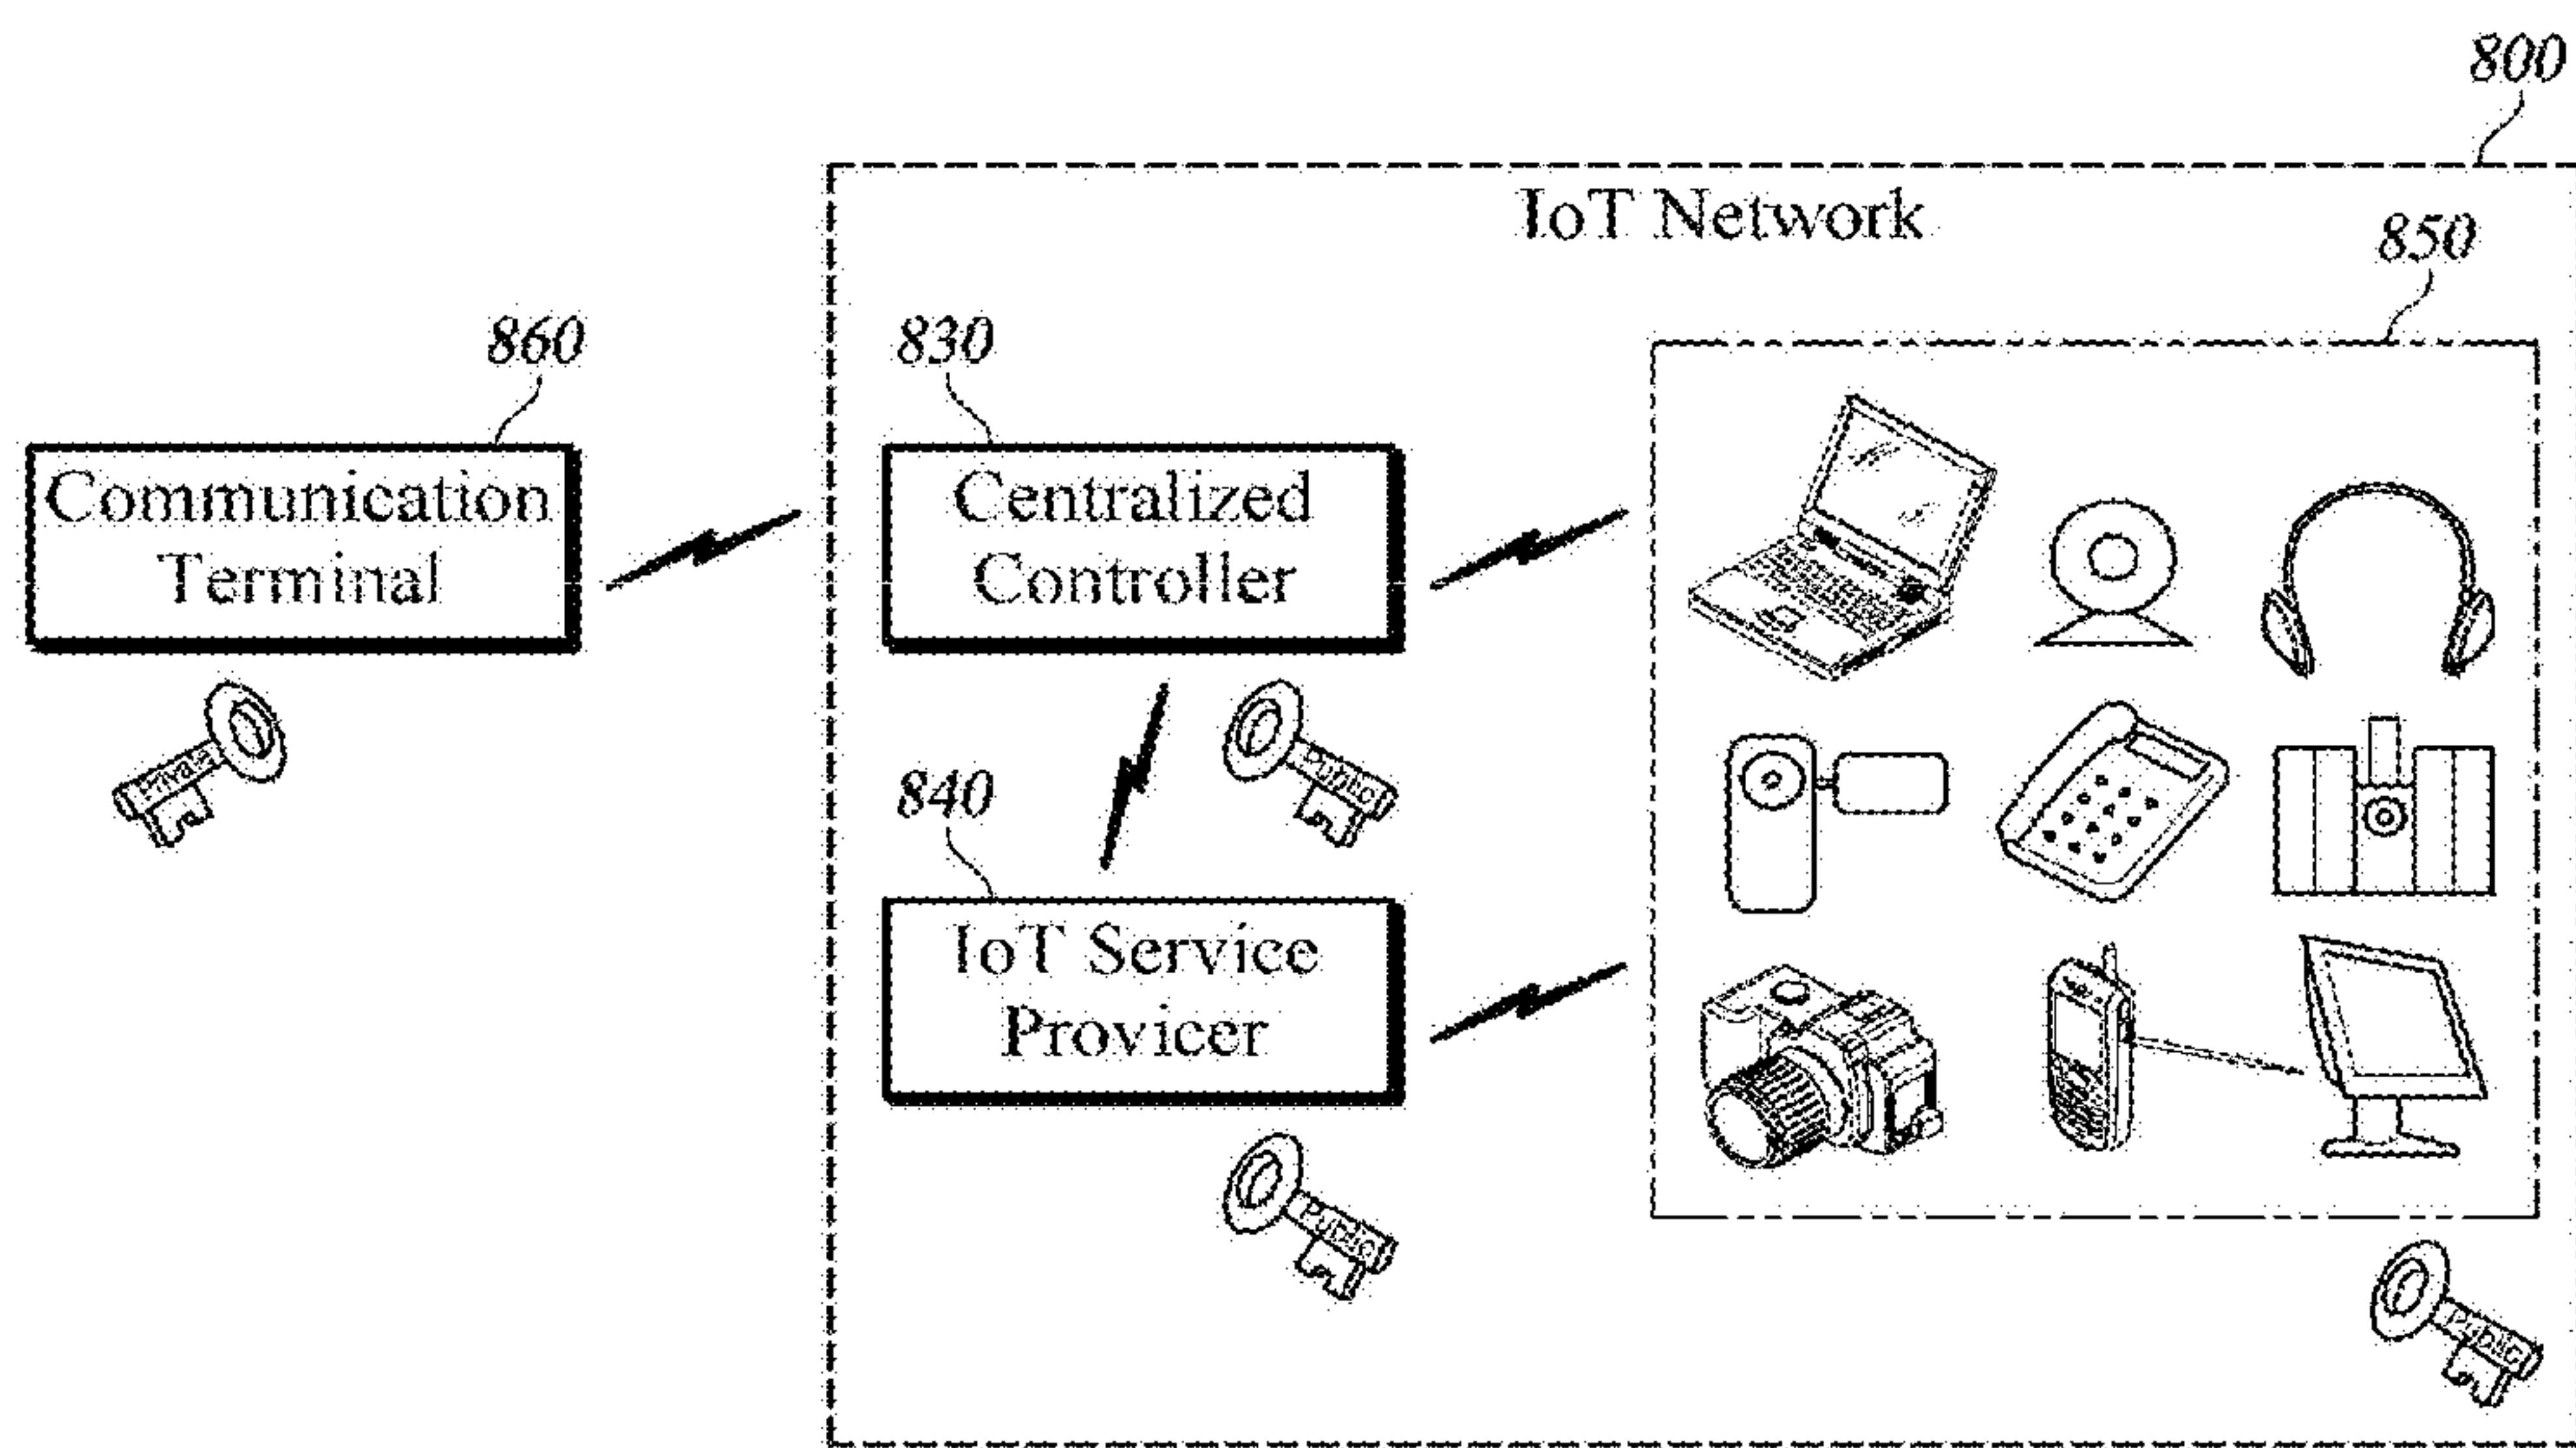 800
IoT Network
850
860
830
Communication
Terminal
Centralized
Controller
Private
Public
840
IoT Service
Provicer
Public
Public